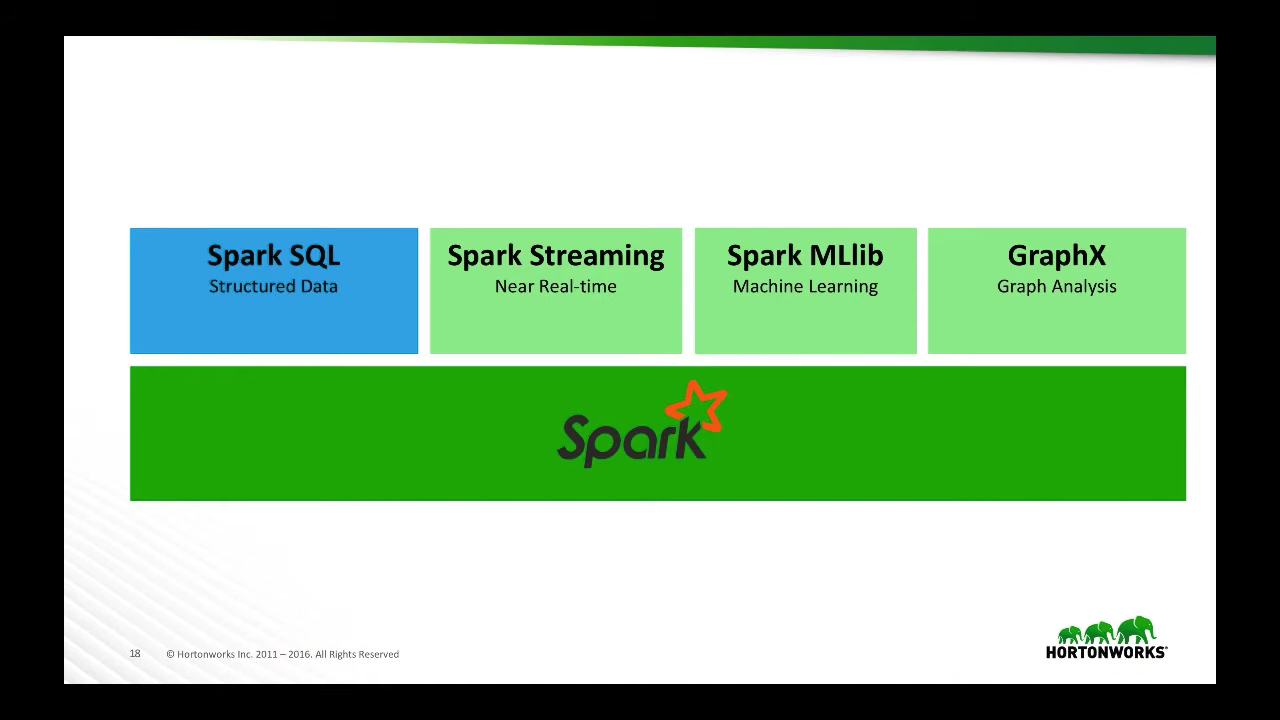 Spark SQL
Structured Data
Spark Streaming
Near Real-time
Spark MLlib
Machine Learning
GraphX
Graph Analysis
Spark
18
© Hortonworks Inc. 2011 – 2016. All Rights Reserved
HORTONWORKS